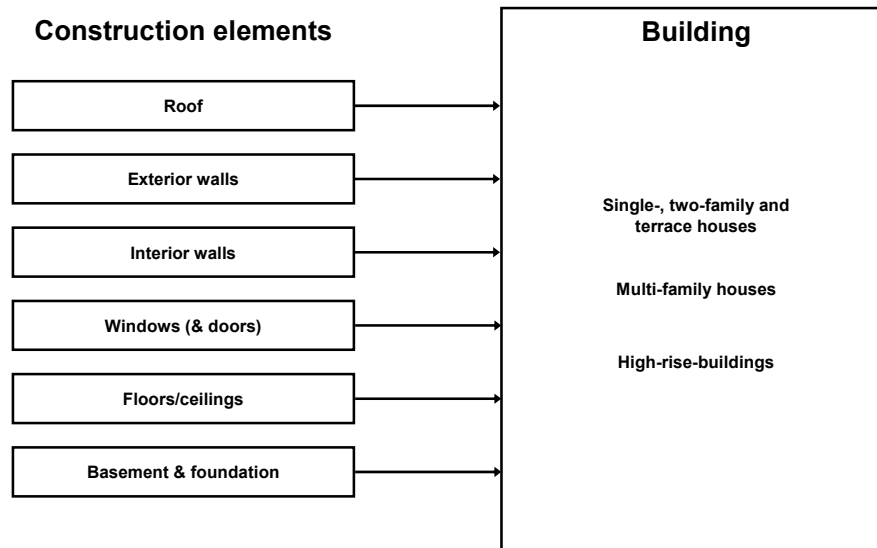 Construction elements
Roof
Exterior walls
Interior walls
Windows (& doors)
Floors/ceilings
Basement & foundation
Building
Single-, two-family and
terrace houses
Multi-family houses
High-rise-buildings